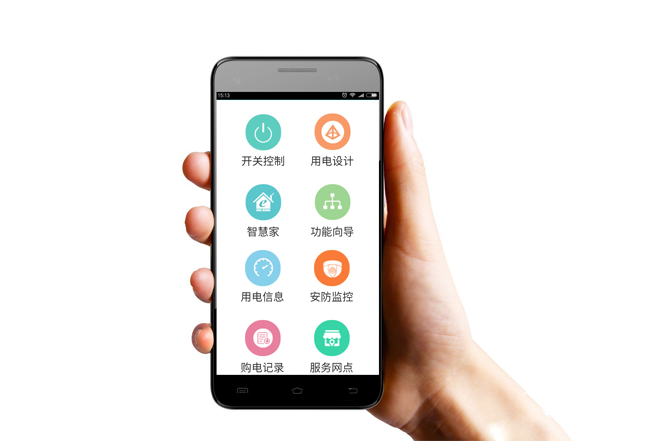 15:13
开关控制
用电设计
智慧家
功能向导
用电信息
安防监控
购电记录
服务网点